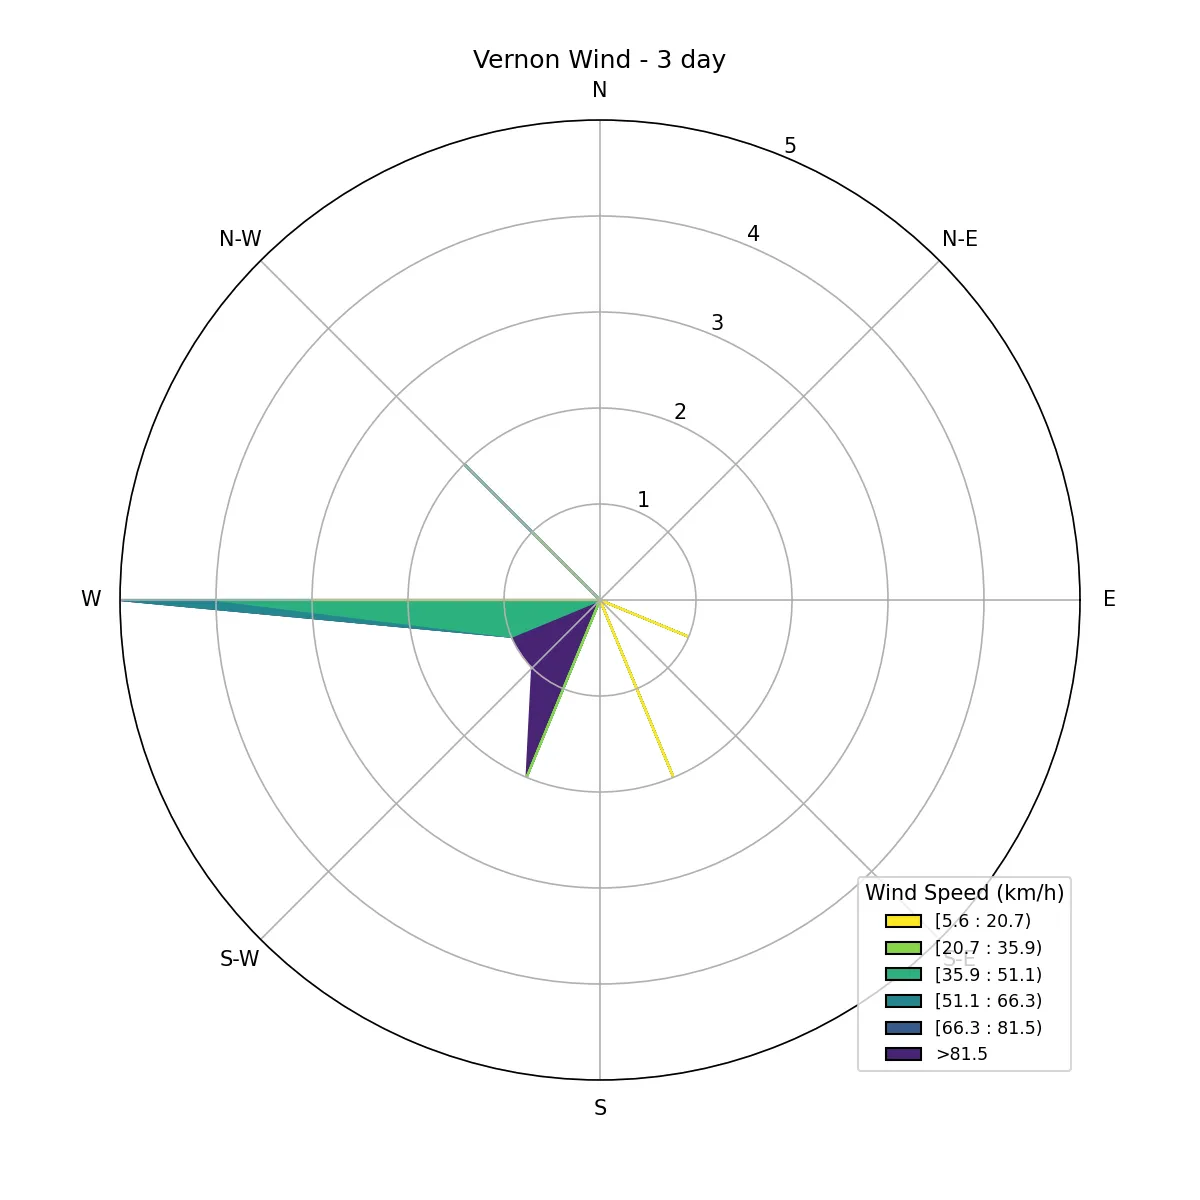 Vernon Wind - 3 day
N
5
N-W
N-E
4
3
2
1
W
E
S-W
S-E
S
Wind Speed (km/h)
[5.6 : 20.7)
[20.7 : 35.9)
[35.9 : 51.1)
[51.1 : 66.3)
[66.3 : 81.5)
>81.5